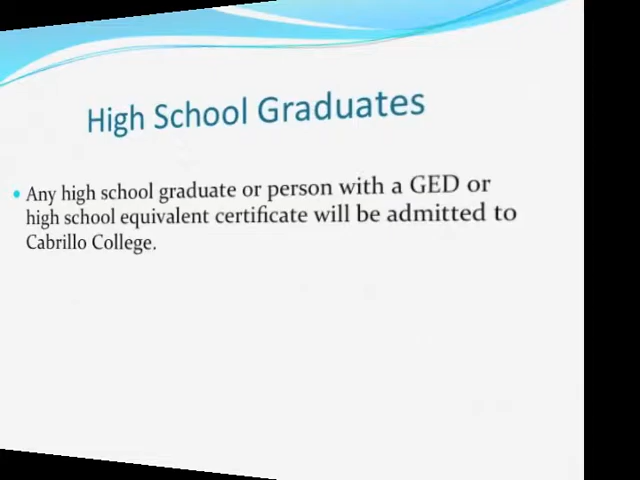 High School Graduates
Any high school graduate or person with a GED or
high school equivalent certificate will be admitted to
Cabrillo College.